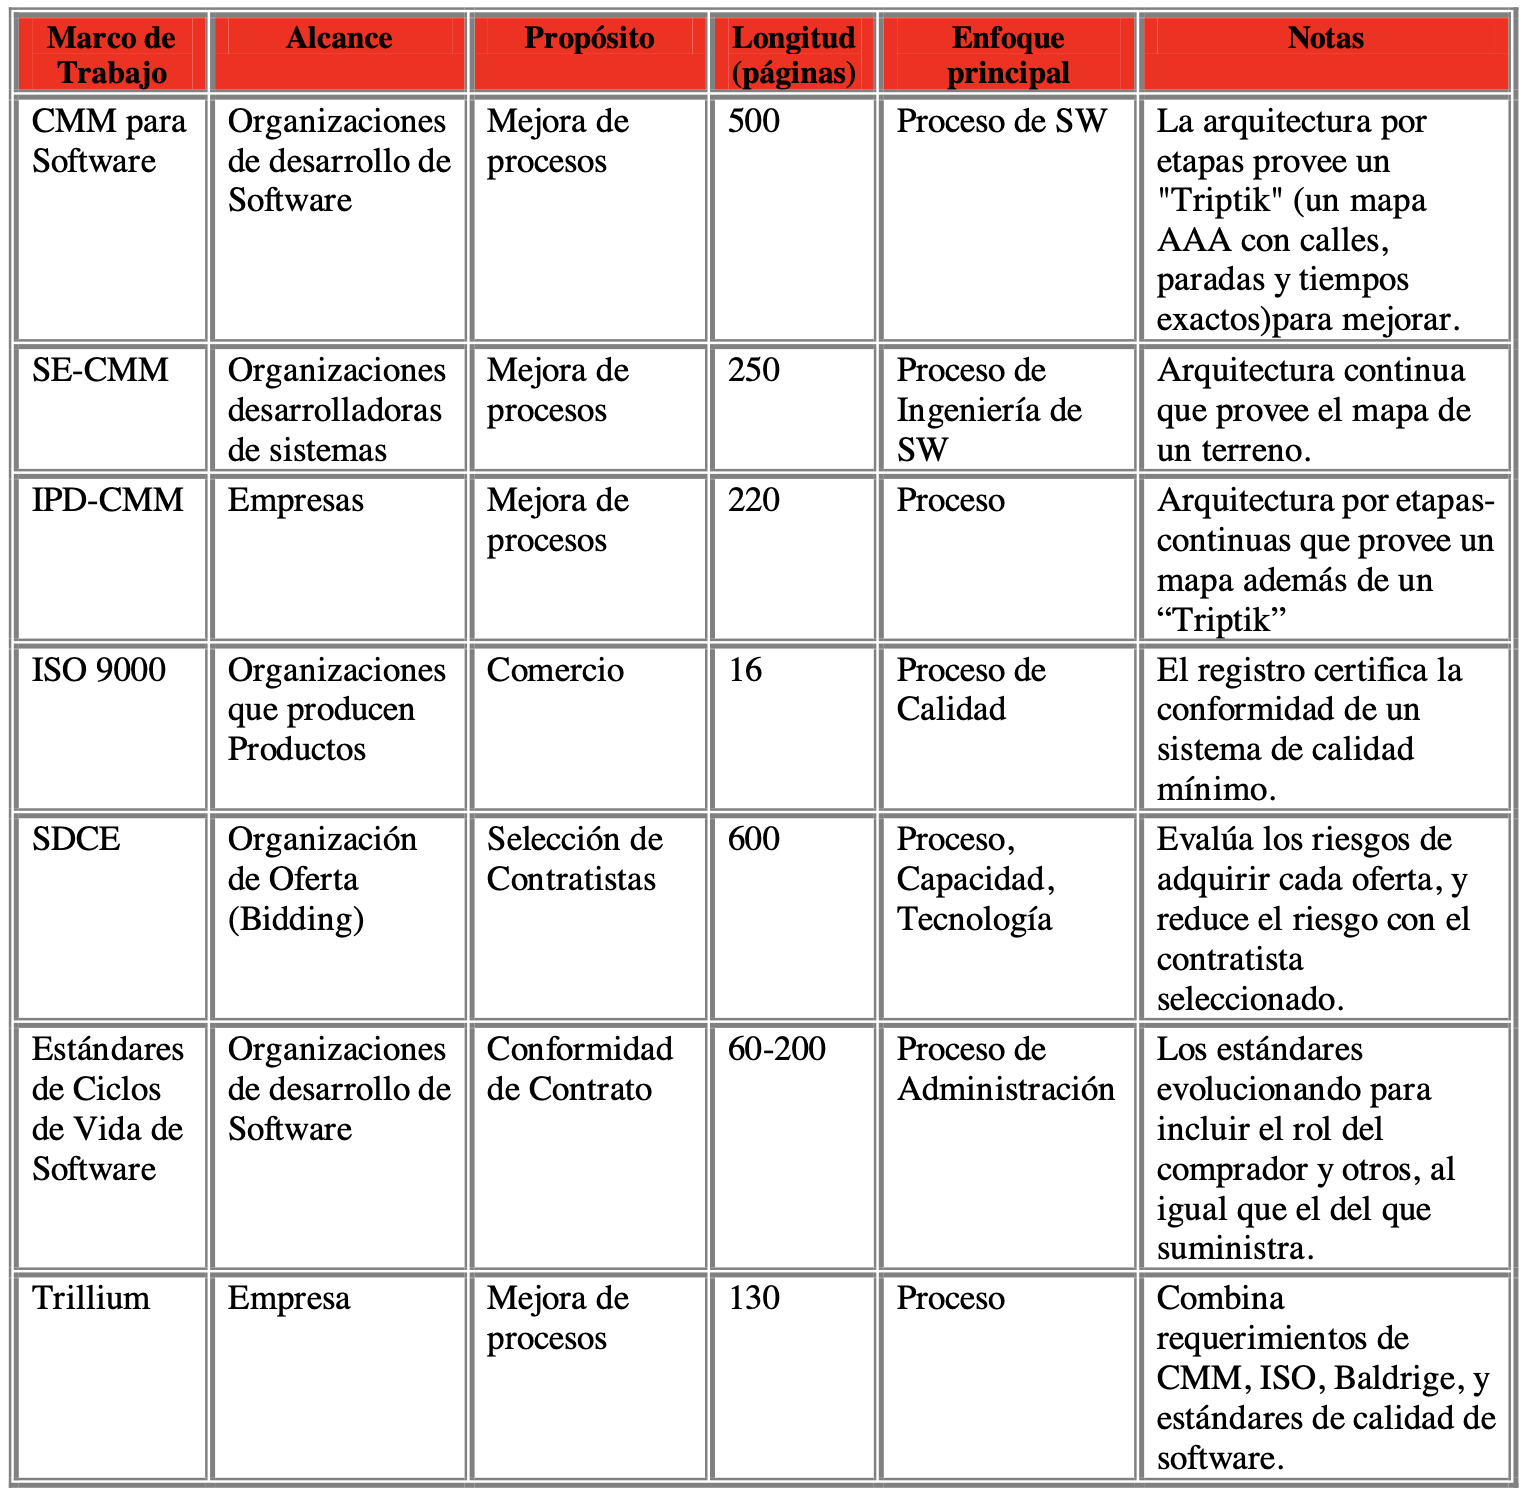 Marco de
Trabajo
Alcance
Propósito
Longitud
(páginas)
Enfoque
principal
Notas
CMM para
Software
Organizaciones
de desarrollo de
Software
Mejora de
procesos
500
Proceso de SW
La arquitectura por
etapas provee un
"Triptik" (un mapa
AAA con calles,
paradas y tiempos
exactos)para mejorar.
SE-CMM
Organizaciones
desarrolladoras
de sistemas
Mejora de
procesos
250
Proceso de
Ingeniería de
SW
Arquitectura continua
que provee el mapa de
un terreno.
IPD-CMM
Empresas
Mejora de
procesos
220
Proceso
Arquitectura por etapas-
continuas que provee un
mapa además de un
“Triptik”
ISO 9000
Organizaciones
que producen
Productos
Comercio
16
Proceso de
Calidad
El registro certifica la
conformidad de un
sistema de calidad
mínimo.
SDCE
Organización
de Oferta
(Bidding)
Selección de
Contratistas
600
Proceso,
Capacidad,
Tecnología
Evalúa los riesgos de
adquirir cada oferta, y
reduce el riesgo con el
contratista
seleccionado.
Estándares
de Ciclos
de Vida de
Software
Organizaciones
de desarrollo de
Software
Conformidad
de Contrato
60-200
Proceso de
Administración
Los estándares
evolucionando para
incluir el rol del
comprador y otros, al
igual que el del que
suministra.
Trillium
Empresa
Mejora de
procesos
130
Proceso
Combina
requerimientos de
CMM, ISO, Baldrige, y
estándares de calidad de
software.